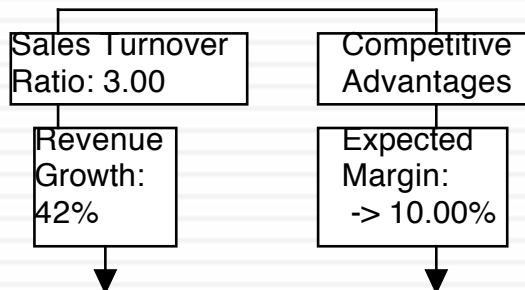 Sales Turnover
Ratio: 3.00
Competitive
Advantages
Revenue
Growth:
42%
Expected
Margin:
-> 10.00%